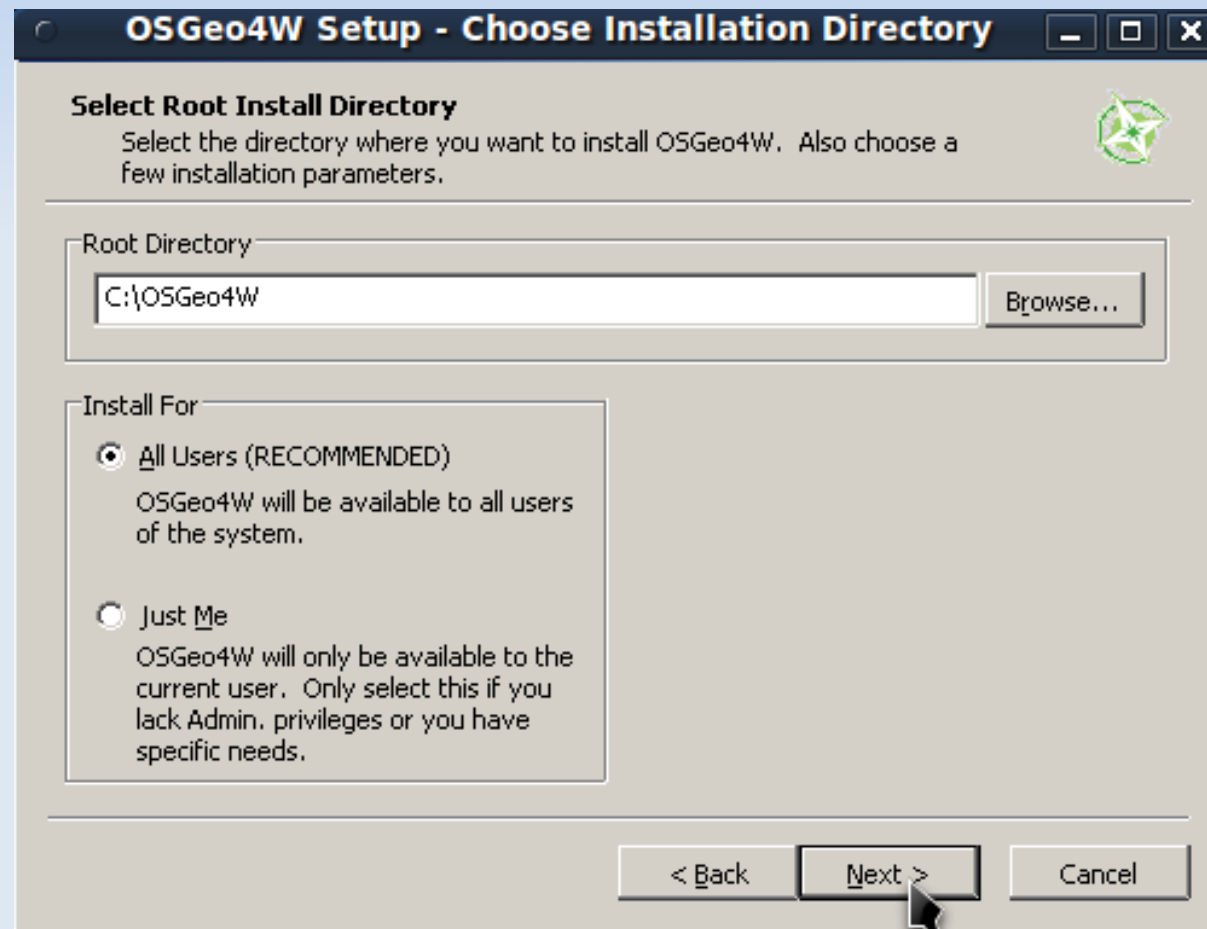 OSGeo4W Setup - Choose Installation Directory
Select Root Install Directory
Select the directory where you want to install OSGeo4W.  Also choose a
few installation parameters.
Root Directory
C:\OSGeo4W
Browse...
Install For
All Users (RECOMMENDED)
OSGeo4W will be available to all users
of the system.
Just Me
OSGeo4W will only be available to the
current user.  Only select this if you
lack Admin. privileges or you have
specific needs.
< Back
Next >
Cancel